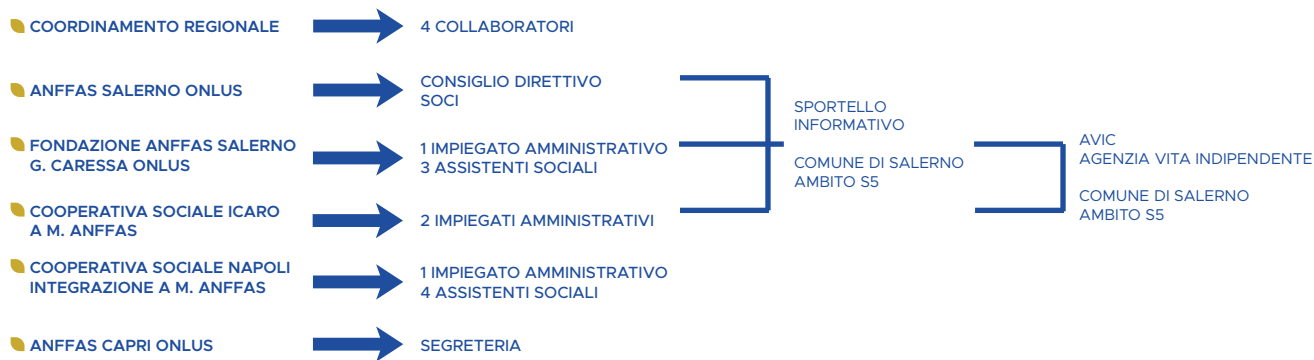 COORDINAMENTO REGIONALE
4 COLLABORATORI
ANFFAS SALERNO ONLUS
CONSIGLIO DIRETTIVO
SOCI
FONDAZIONE ANFFAS SALERNO
G. CARESSA ONLUS
1 IMPIEGATO AMMINISTRATIVO
3 ASSISTENTI SOCIALI
COOPERATIVA SOCIALE ICARO
A M. ANFFAS
2 IMPIEGATI AMMINISTRATIVI
COOPERATIVA SOCIALE NAPOLI
INTEGRAZIONE A M. ANFFAS
1 IMPIEGATO AMMINISTRATIVO
4 ASSISTENTI SOCIALI
ANFFAS CAPRI ONLUS
SEGRETERIA
SPORTELLO
INFORMATIVO
COMUNE DI SALERNO
AMBITO S5
AVIC
AGENZIA VITA INDIPENDENTE
COMUNE DI SALERNO
AMBITO S5